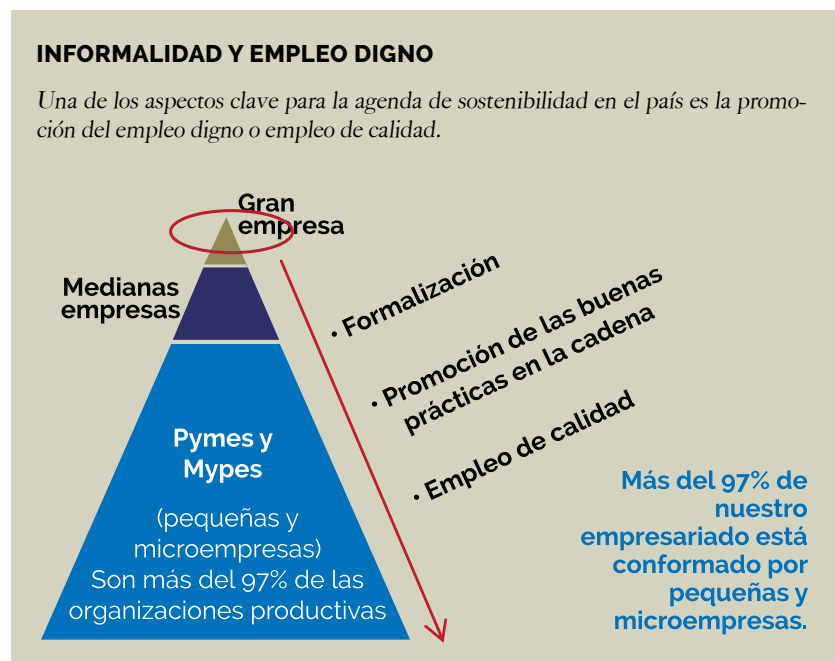 INFORMALIDAD Y EMPLEO DIGNO
Una de los aspectos clave para la agenda de sostenibilidad en el país es la promo-
ción del empleo digno o empleo de calidad.
Gran
empresa
Medianas
empresas
• Formalización
• Promoción de las buenas
prácticas en la cadena
• Empleo de calidad
Pymes y
Mypes
(pequeñas y
microempresas)
Son más del 97% de las
organizaciones productivas
Más del 97% de
nuestro
empresariado está
conformado por
pequeñas y
microempresas.